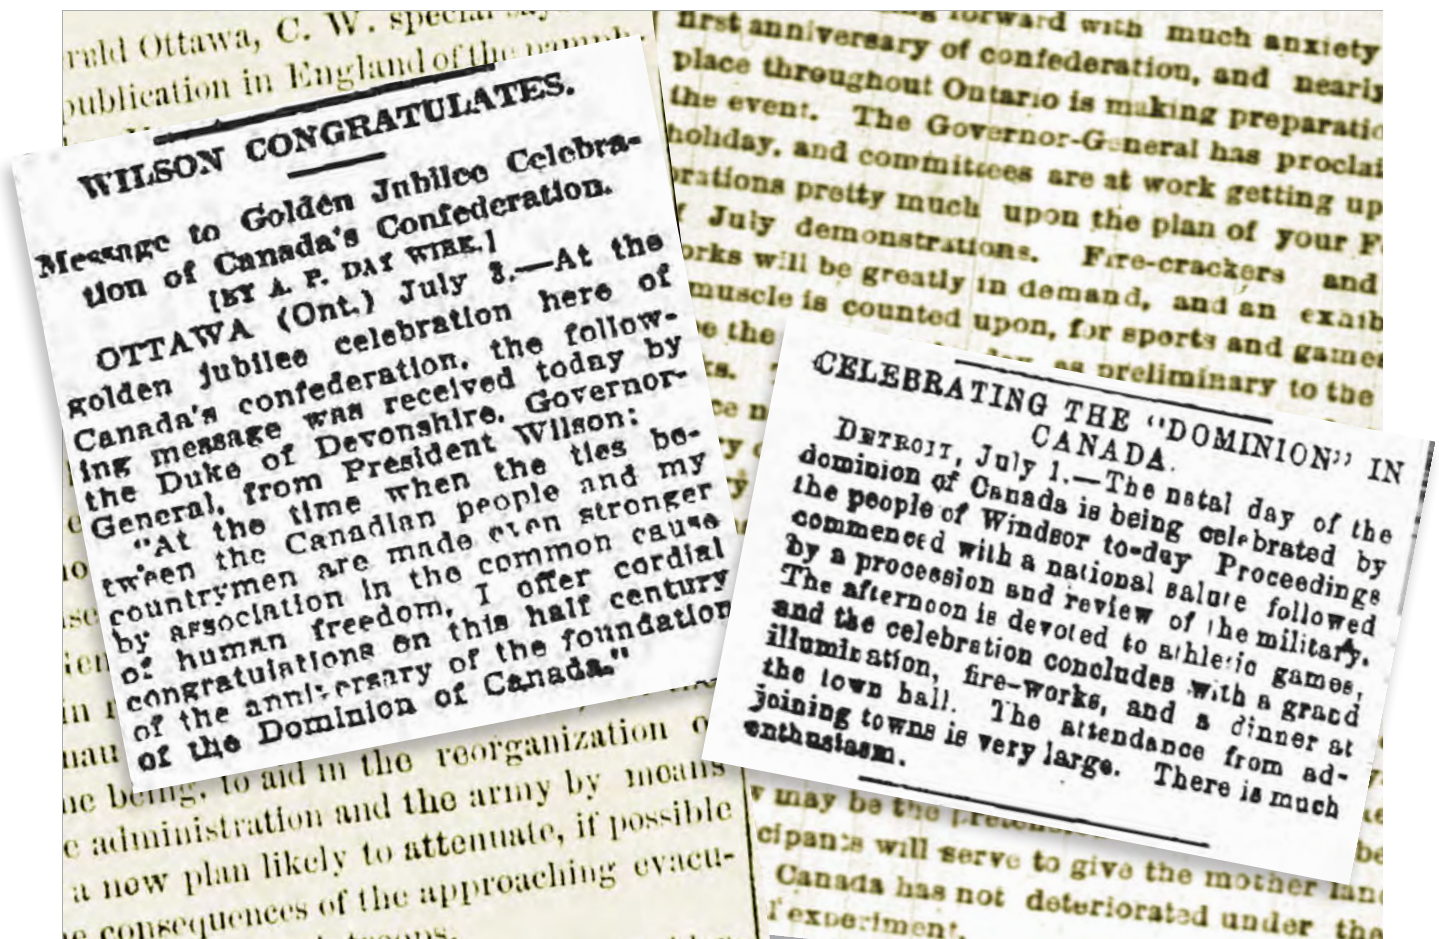 rald Ottawa, C. W. special say
publication in England of the pamph
WILSON CONGRATULATES.
Message to Golden Jubilee Celebra-
tion of Canada's Confederation.
[BY A. P. DAY WIRE.]
OTTAWA (Ont.) July 3.—At the
golden jubilee celebration here of
Canada's confederation, the follow-
ing message was received today by
the Duke of Devonshire, Governor-
General, from President Wilson:
"At the time when the ties be-
tween the Canadian people and my
countrymen are made even stronger
by association in the common cause
of human freedom, I offer cordial
congratulations on this half century
of the anniversary of the foundation
of the Dominion of Canada."
in the reorganization
ne being, to aid in the
e administration and the army by means
a new plan likely to attenuate, if possible
e consequences of the approaching evacu-
troops.
forward with much anxiety
first anniversary of confederation, and nearly
place throughout Ontario is making preparatio
the event. The Governor-General has proclai
holiday, and committees are at work getting up
brations pretty much upon the plan of your F
July demonstrations. Fire-crackers and
orks will be greatly in demand, and an exhib
muscle is counted upon, for sports and games
be the
as preliminary to the
CELEBRATING THE "DOMINION" IN
CANADA.
DETROIT, July 1.—The natal day of the
dominion of Canada is being celebrated by
the people of Windsor to-day Proceedings
commenced with a national salute followed
by a procession and review of the military.
The afternoon is devoted to athletic games,
and the celebration concludes with a grand
illumination, fire-works, and a dinner at
the town hall. The attendance from ad-
joining towns is very large. There is much
enthusiasm.
may be the
cipants will serve to give the mother land
Canada has not deteriorated under the
experiment.